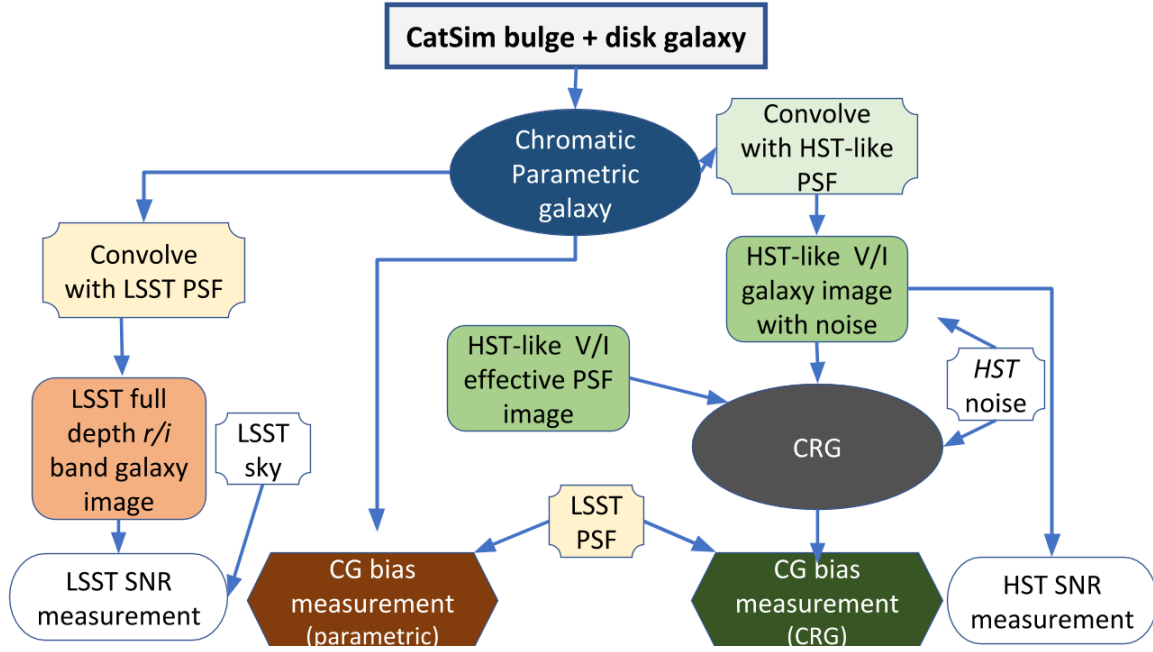 CatSim bulge + disk galaxy
Chromatic
Parametric
galaxy
Convolve
with HST-like
PSF
Convolve
with LSST PSF
HST-like V/I
galaxy image
with noise
HST-like V/I
effective PSF
image
HST
noise
LSST full
depth r/i
band galaxy
image
LSST
sky
CRG
LSST
PSF
LSST SNR
measurement
CG bias
measurement
(parametric)
CG bias
measurement
(CRG)
HST SNR
measurement